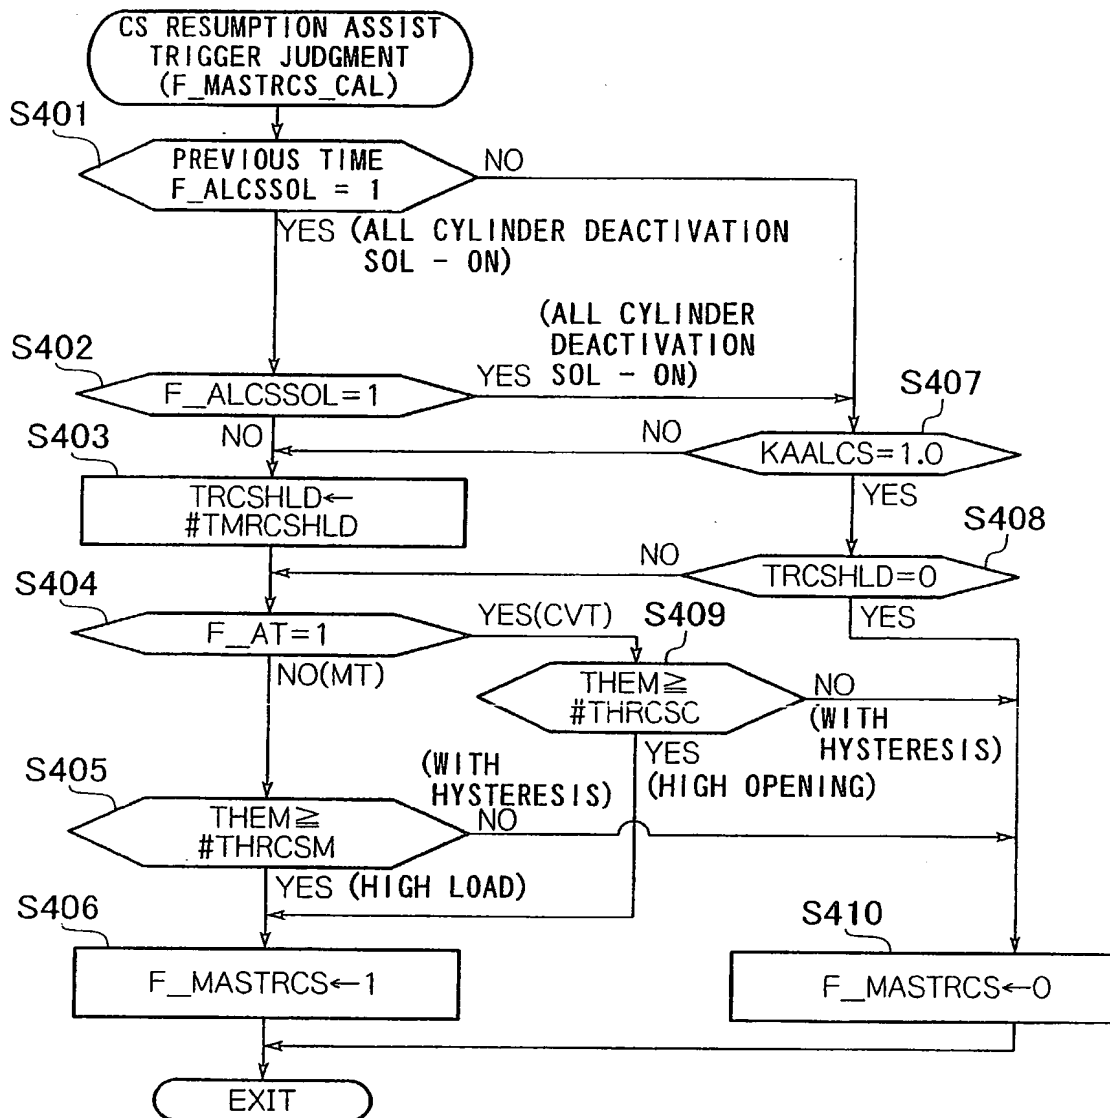 CS RESUMPTION ASSIST
TRIGGER JUDGMENT
(F_MASTRCS_CAL)
S401
PREVIOUS TIME
F_ALCSSOL = 1
NO
YES (ALL CYLINDER DEACTIVATION
SOL - ON)
S402
F_ALCSSOL=1
YES
(ALL CYLINDER
DEACTIVATION
SOL - ON)
NO
S407
KAALCS=1.0
NO
YES
S403
TRCSHLD←
#TMRCSHLD
S408
TRCSHLD=0
NO
YES
S404
F_AT=1
YES(CVT)
NO(MT)
S409
THEM≧
#THRCSC
NO
(WITH
HYSTERESIS)
YES
(HIGH OPENING)
S405
THEM≧
#THRCSM
(WITH
HYSTERESIS)
NO
YES (HIGH LOAD)
S406
F_MASTRCS←1
S410
F_MASTRCS←0
EXIT